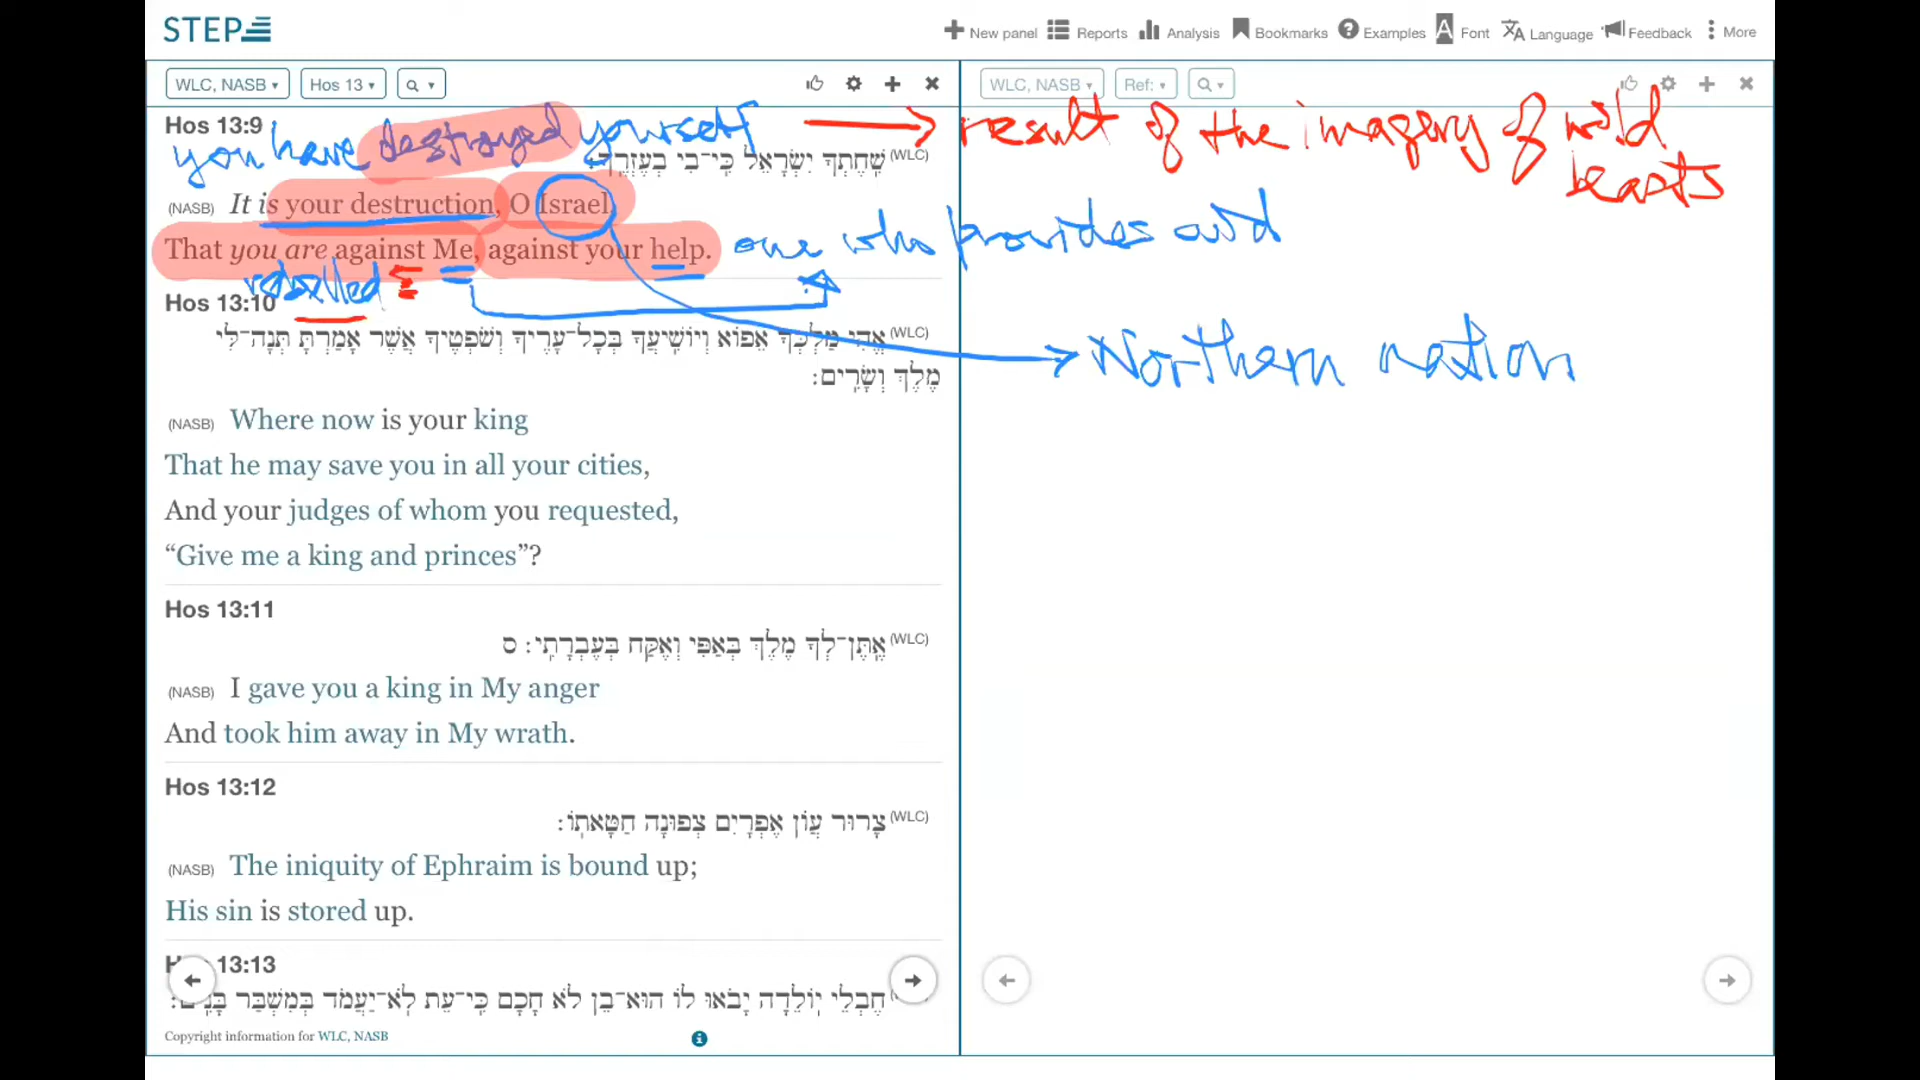 STEP
New panel Reports Analysis Bookmarks Examples Font Language Feedback More
WLC, NASB Hos 13
WLC, NASB Ref:
Hos 13:9
you have destroyed yourself → result of the imagery of wild beasts
שִֽׁחֶתְךָ֥ יִשְׂרָאֵ֖ל כִּֽי־בִ֥י בְעֶזְרֶֽךָ׃ (WLC)
(NASB) It is your destruction, O Israel,
That you are against Me, against your help. one who provides and
rebelled
Hos 13:10
אֱהִ֤י מַלְכְּךָ֙ אֵפ֔וֹא וְיוֹשִֽׁיעֲךָ֖ בְּכָל־עָרֶ֑יךָ וְשֹׁ֣פְטֶ֔יךָ אֲשֶׁ֣ר אָמַ֔רְתָּ תְּנָה־לִּ֖י (WLC)
מֶ֥לֶךְ וְשָׂרִֽים׃
Northern nation
(NASB) Where now is your king
That he may save you in all your cities,
And your judges of whom you requested,
“Give me a king and princes”?
Hos 13:11
אֶֽתֶּן־לְךָ֥ מֶ֙לֶךְ֙ בְּאַפִּ֔י וְאֶקַּ֖ח בְּעֶבְרָתִֽי׃ ס (WLC)
(NASB) I gave you a king in My anger
And took him away in My wrath.
Hos 13:12
צָרוּר֙ עֲוֺ֣ן אֶפְרָ֔יִם צְפוּנָ֖ה חַטָּאתֽוֹ׃ (WLC)
(NASB) The iniquity of Ephraim is bound up;
His sin is stored up.
13:13
חֶבְלֵ֥י יֽוֹלֵדָ֖ה יָבֹ֣אוּ ל֑וֹ הוּא־בֵן֙ לֹ֣א חָכָ֔ם כִּֽי־עֵ֥ת לֹֽא־יַעֲמֹ֖ד בְּמִשְׁבַּ֥ר בָּנִֽים׃
Copyright information for WLC, NASB